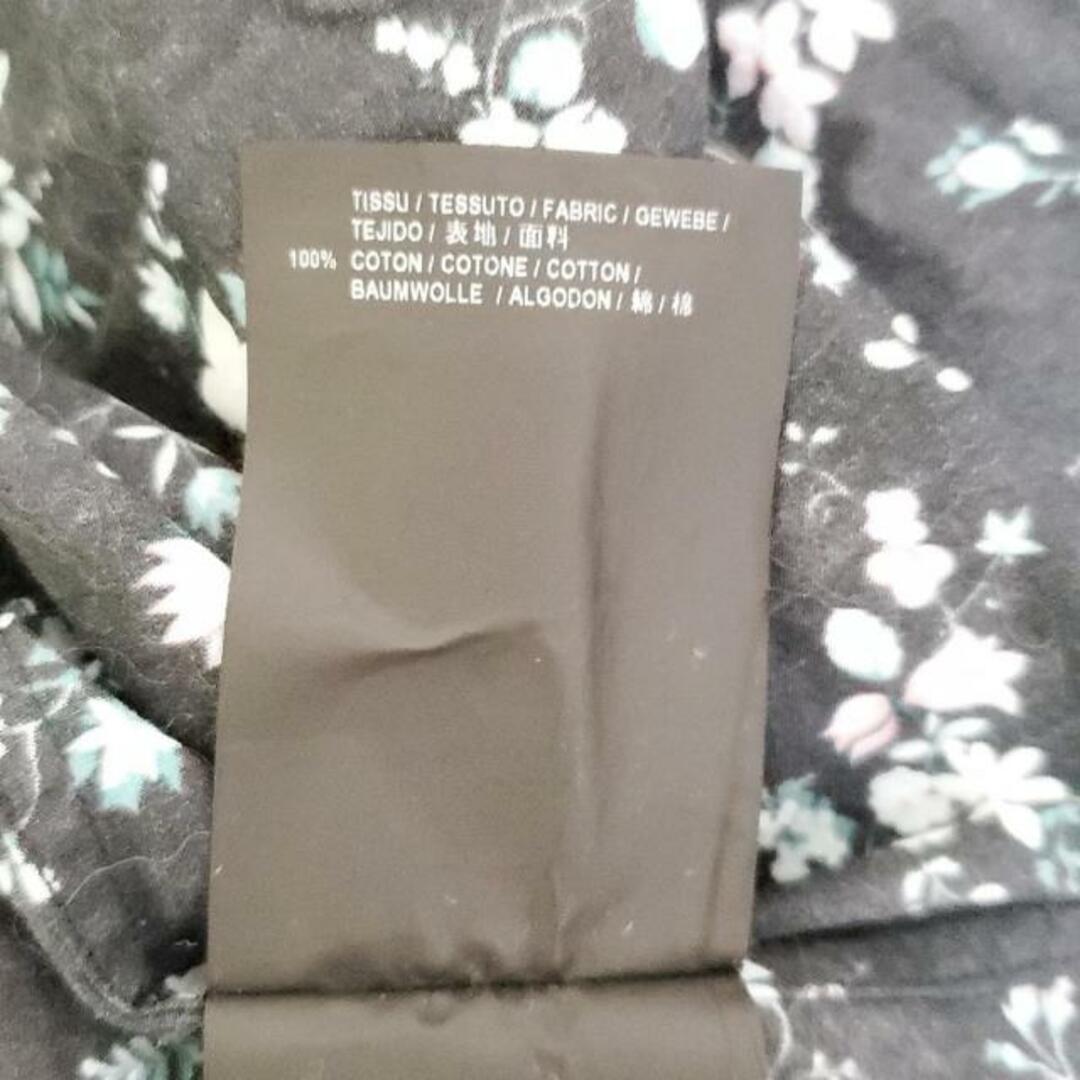 TISSU / TESSUTO / FABRIC / GEWEBE /
TEJIDO / 表地 / 面料
100% COTON / COTONE / COTTON /
BAUMWOLLE / ALGODON / 綿 / 棉